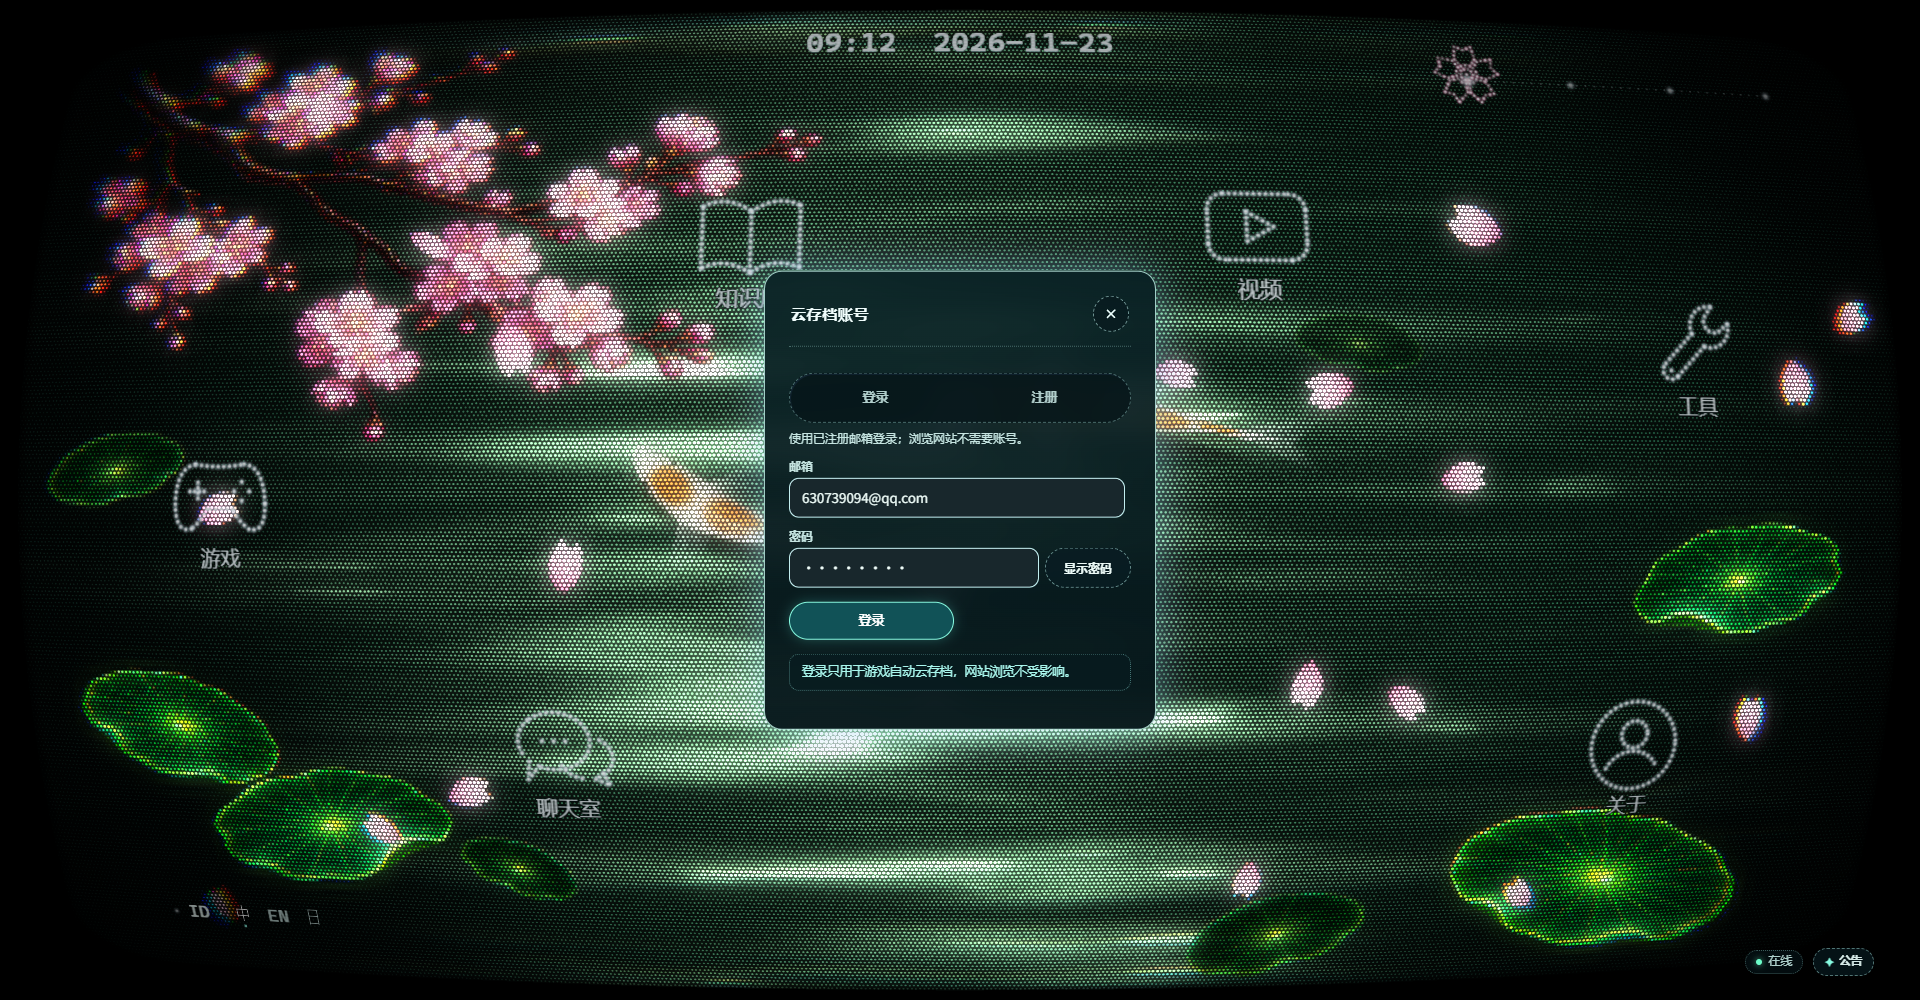 09:12 2026-11-23
知识
视频
工具
游戏
云存档账号
×
登录 注册
使用已注册邮箱登录；浏览网站不需要账号。
邮箱
630739094@qq.com
密码
显示密码
登录
登录只用于游戏自动云存档，网站浏览不受影响。
聊天室
关于
ID 中 EN 日
在线
公告